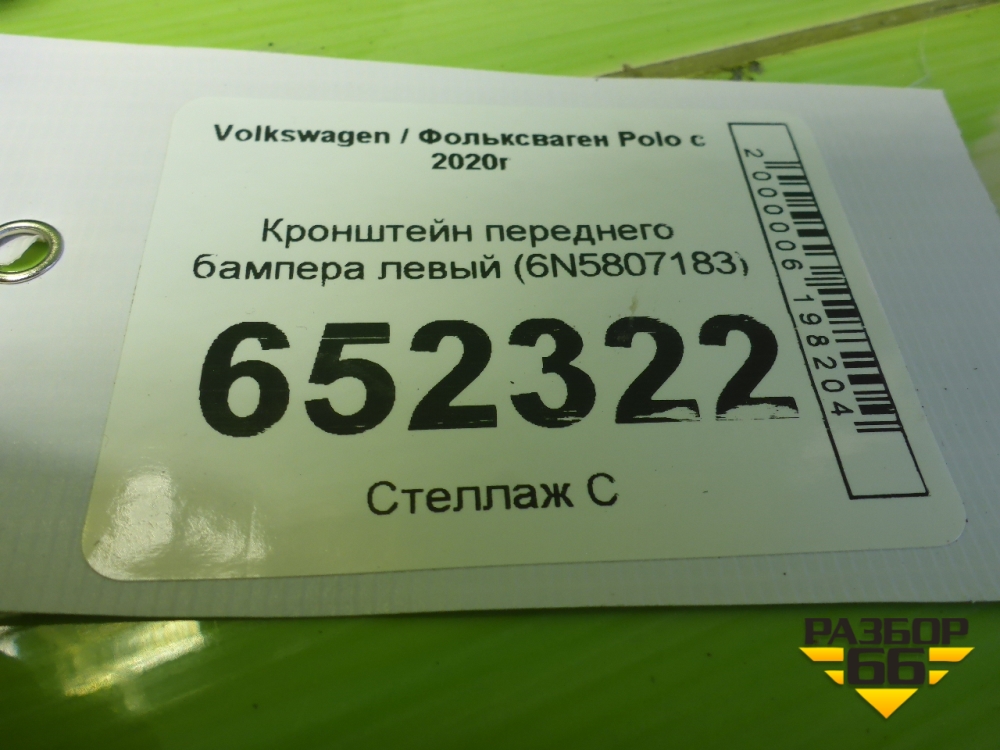 Volkswagen / Фольксваген Polo с
2020г
Кронштейн переднего
бампера левый (6N5807183)
652322
Стеллаж С
2000006198204
РАЗБОР
66